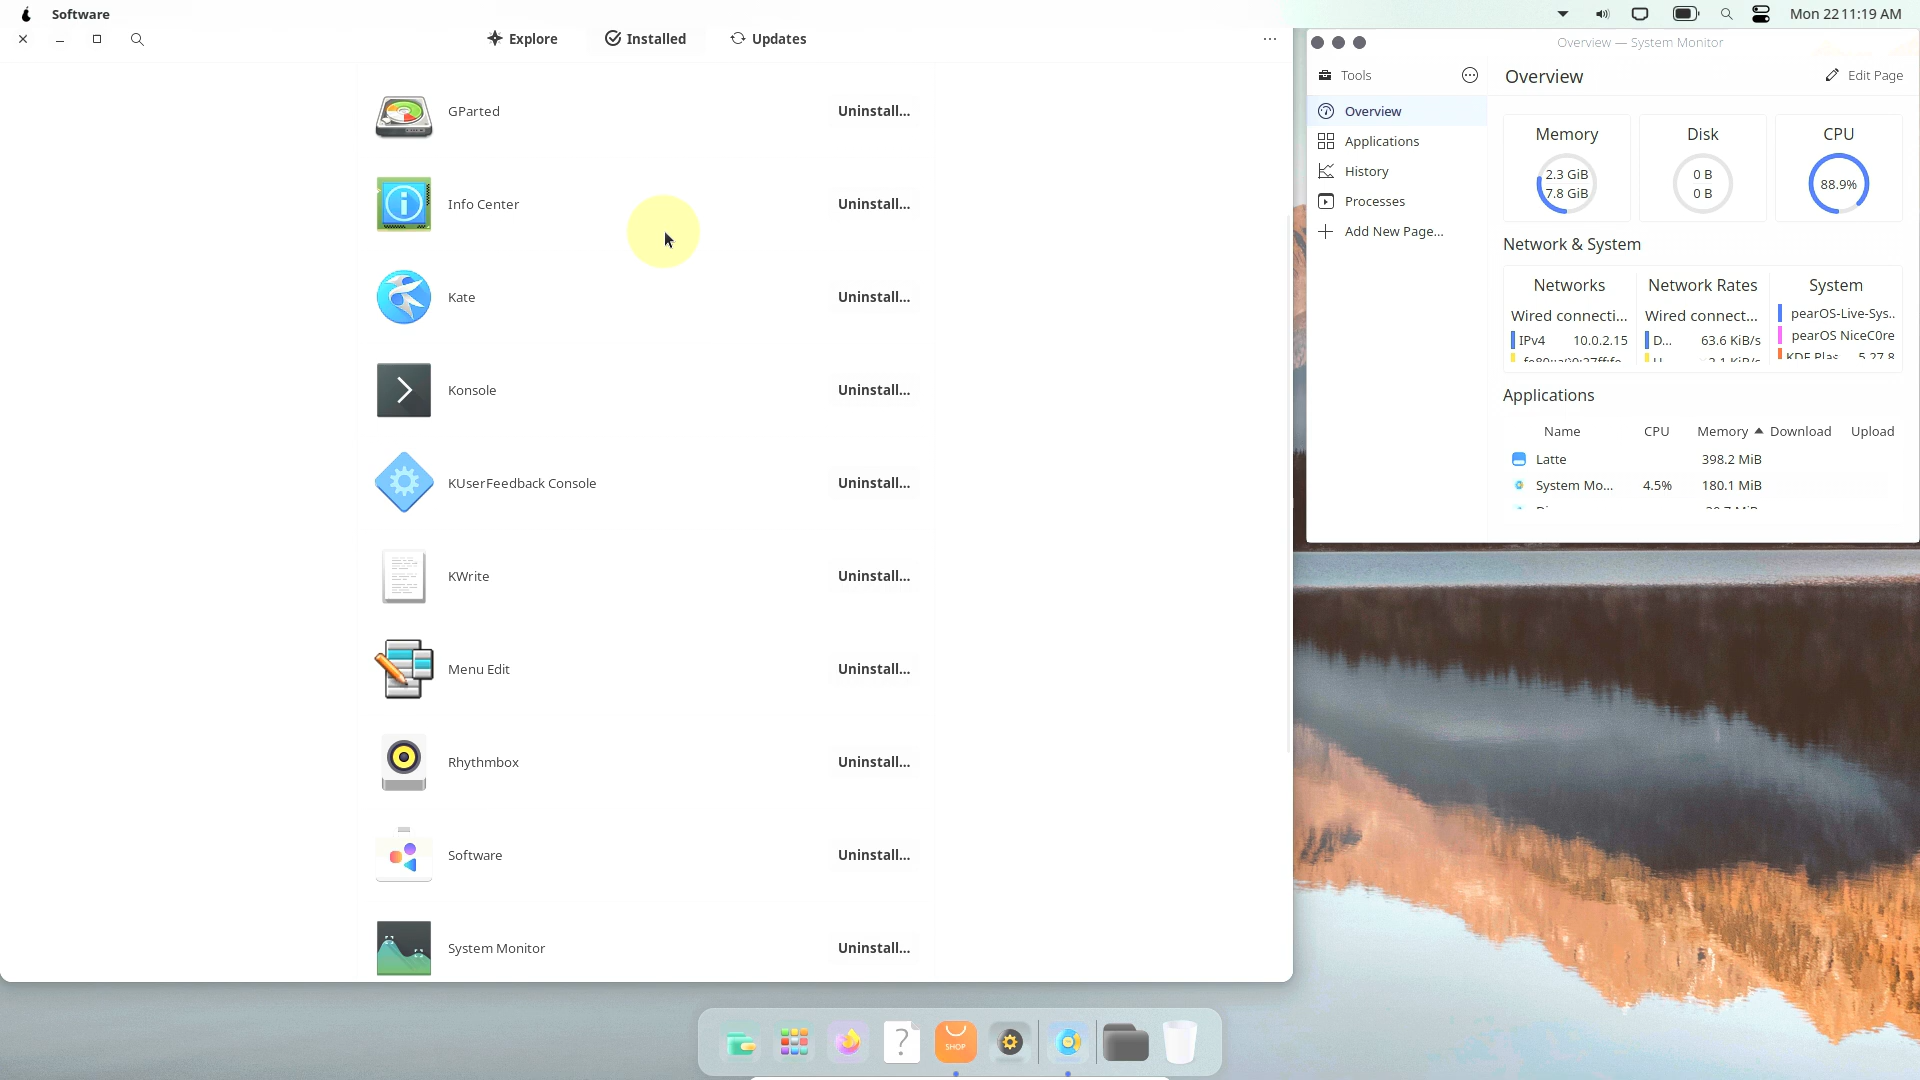 Software
Mon 22 11:19 AM
Explore
Installed
Updates
GParted
Uninstall...
Info Center
Uninstall...
Kate
Uninstall...
Konsole
Uninstall...
KUserFeedback Console
Uninstall...
KWrite
Uninstall...
Menu Edit
Uninstall...
Rhythmbox
Uninstall...
Software
Uninstall...
System Monitor
Uninstall...
Overview — System Monitor
Tools
Overview
Edit Page
Overview
Applications
History
Processes
Add New Page...
Memory
2.3 GiB
7.8 GiB
Disk
0 B
0 B
CPU
88.9%
Network & System
Networks
Wired connecti...
IPv4 10.0.2.15
Network Rates
Wired connect...
D... 63.6 KiB/s
System
pearOS-Live-Sys..
pearOS NiceC0re
KDE Plas 5.27.8
Applications
Name CPU Memory Download Upload
Latte 398.2 MiB
System Mo... 4.5% 180.1 MiB
SHOP